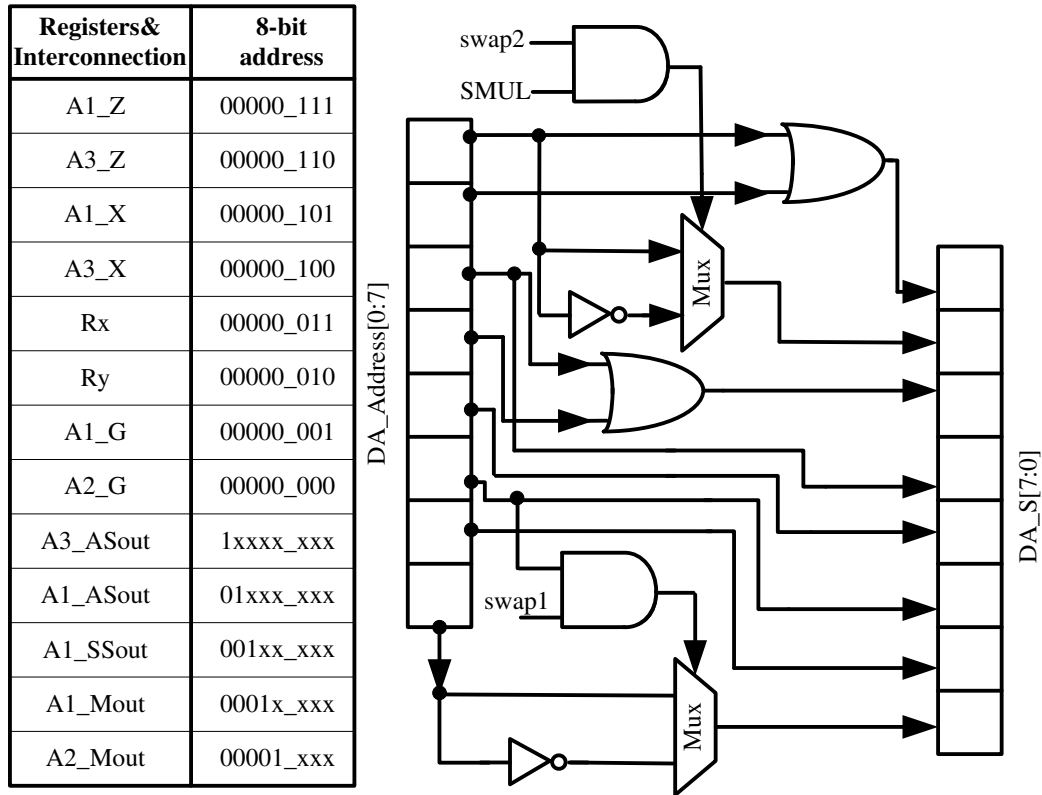 Registers& 8-bit
Interconnection address
A1_Z 00000_111
A3_Z 00000_110
A1_X 00000_101
A3_X 00000_100
Rx 00000_011
Ry 00000_010
A1_G 00000_001
A2_G 00000_000
A3_ASout 1xxxx_xxx
A1_ASout 01xxx_xxx
A1_SSout 001xx_xxx
A1_Mout 0001x_xxx
A2_Mout 00001_xxx
swap2
SMUL
DA_Address[0:7]
Mux
swap1
Mux
DA_S[7:0]